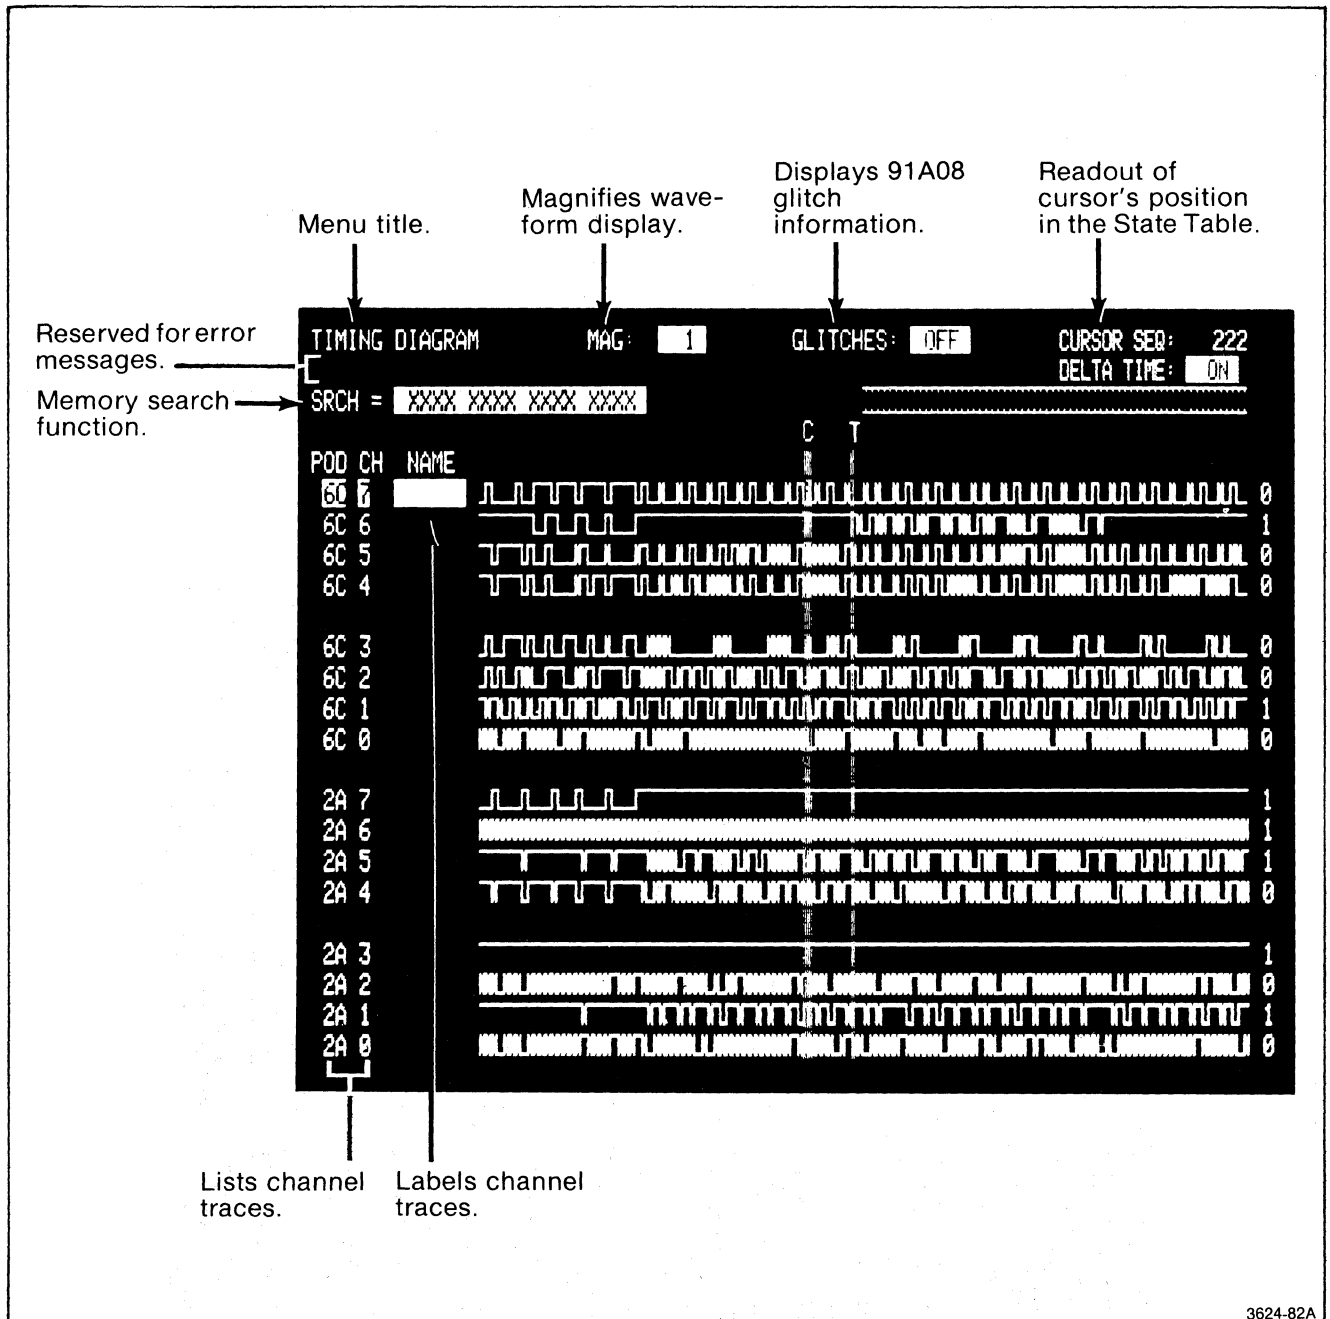 Menu title.
Magnifies wave-
form display.
Displays 91A08
glitch
information.
Readout of
cursor's position
in the State Table.
Reserved for error
messages.
Memory search
function.
TIMING DIAGRAM MAG: 1 GLITCHES: OFF CURSOR SEQ: 222
DELTA TIME: ON
SRCH = XXXX XXXX XXXX XXXX
C T
POD CH NAME
6C 7 0
6C 6 1
6C 5 0
6C 4 0
6C 3 0
6C 2 0
6C 1 1
6C 0 0
2A 7 1
2A 6 1
2A 5 1
2A 4 0
2A 3 1
2A 2 0
2A 1 1
2A 0 0
Lists channel
traces.
Labels channel
traces.
3624-82A